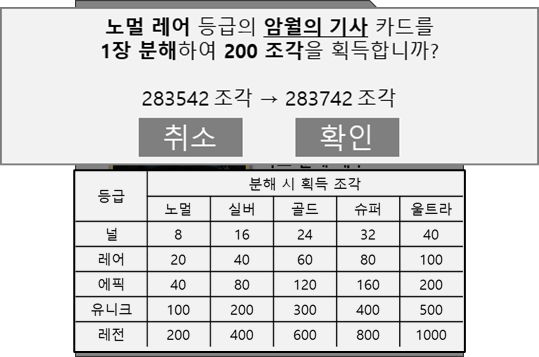 노멀 레어 등급의 암월의 기사 카드를
1장 분해하여 200 조각을 획득합니까?
283542 조각 → 283742 조각
취소 확인
등급 분해 시 획득 조각
노멀 실버 골드 슈퍼 울트라
널 8 16 24 32 40
레어 20 40 60 80 100
에픽 40 80 120 160 200
유니크 100 200 300 400 500
레전 200 400 600 800 1000